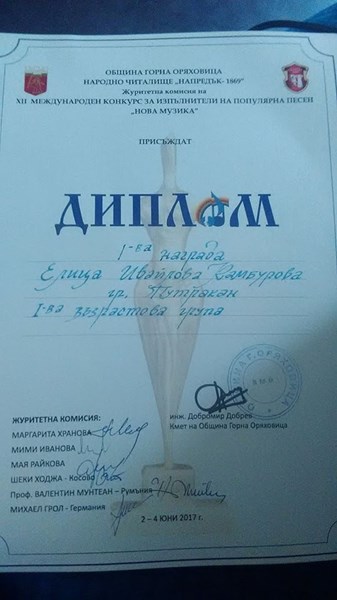 ОБЩИНА ГОРНА ОРЯХОВИЦА
НАРОДНО ЧИТАЛИЩЕ „НАПРЕДЪК- 1869"
Журитетна комисия на
XII МЕЖДУНАРОДЕН КОНКУРС ЗА ИЗПЪЛНИТЕЛИ НА ПОПУЛЯРНА ПЕСЕН
„НОВА МУЗИКА"
ПРИСЪЖДАТ
ДИПЛОМ
I-ва награда
Елица Ивайлова Камбурова
гр. Тутракан
I-ва възрастова група
ЖУРИТЕТНА КОМИСИЯ:
МАРГАРИТА ХРАНОВА
МИМИ ИВАНОВА
МАЯ РАЙКОВА
ШЕКИ ХОДЖА - Косово
Проф. ВАЛЕНТИН МУНТЕАН – Румъния
МИХАЕЛ ГРОЛ - Германия
инж. Добромир Добрев
Кмет на Община Горна Оряховица
2 – 4 ЮНИ 2017 г.